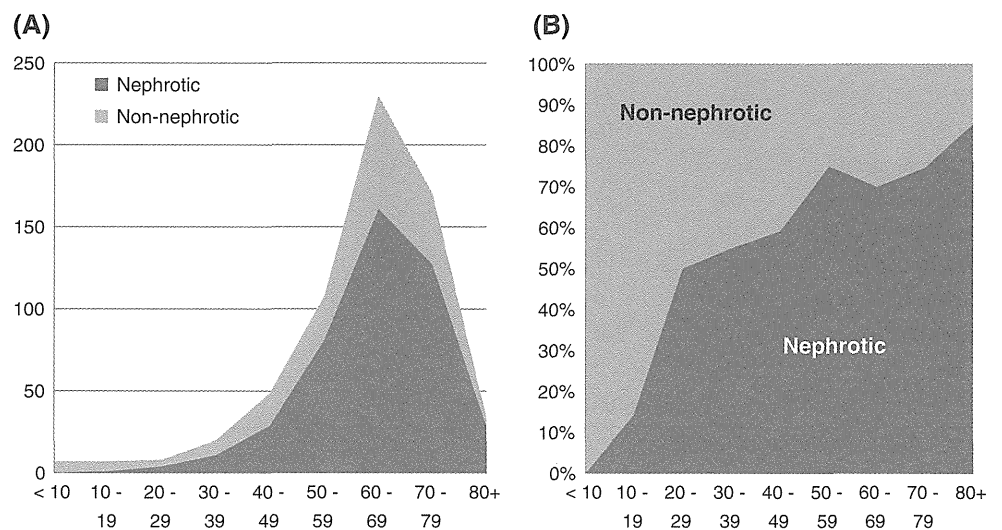 (A)
250
200
150
100
50
0
Nephrotic
Non-nephrotic
< 10 10 - 20 - 30 - 40 - 50 - 60 - 70 - 80+
19 29 39 49 59 69 79
(B)
100%
90%
80%
70%
60%
50%
40%
30%
20%
10%
0%
Non-nephrotic
Nephrotic
< 10 10 - 20 - 30 - 40 - 50 - 60 - 70 - 80+
19 29 39 49 59 69 79